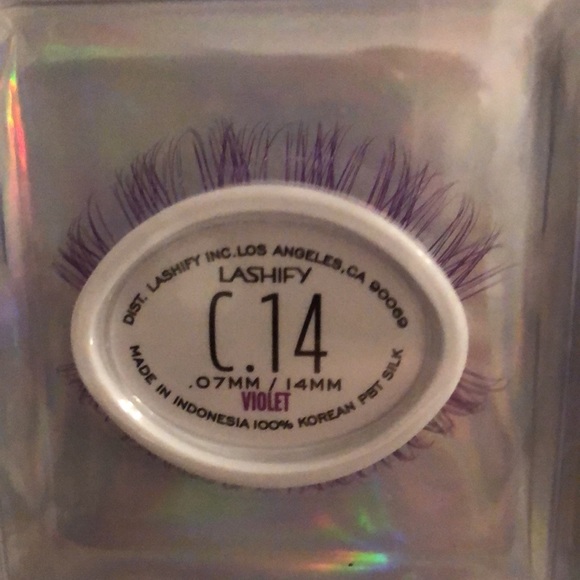 DIST. LASHIFY INC. LOS ANGELES, CA 90069
LASHIFY
C.14
.07MM / 14MM
VIOLET
MADE IN INDONESIA 100% KOREAN PBT SILK